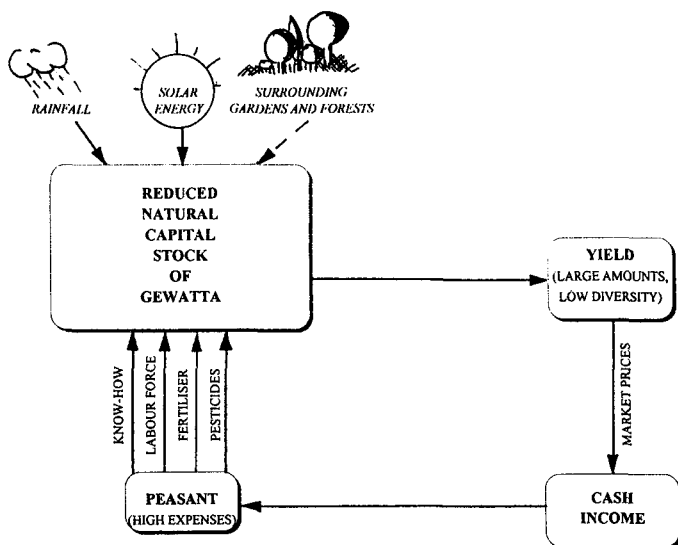 RAINFALL
SOLAR
ENERGY
SURROUNDING
GARDENS AND FORESTS
REDUCED
NATURAL
CAPITAL
STOCK
OF
GEWATTA
YIELD
(LARGE AMOUNTS,
LOW DIVERSITY)
KNOW-HOW
LABOUR FORCE
FERTILISER
PESTICIDES
MARKET PRICES
PEASANT
(HIGH EXPENSES)
CASH
INCOME